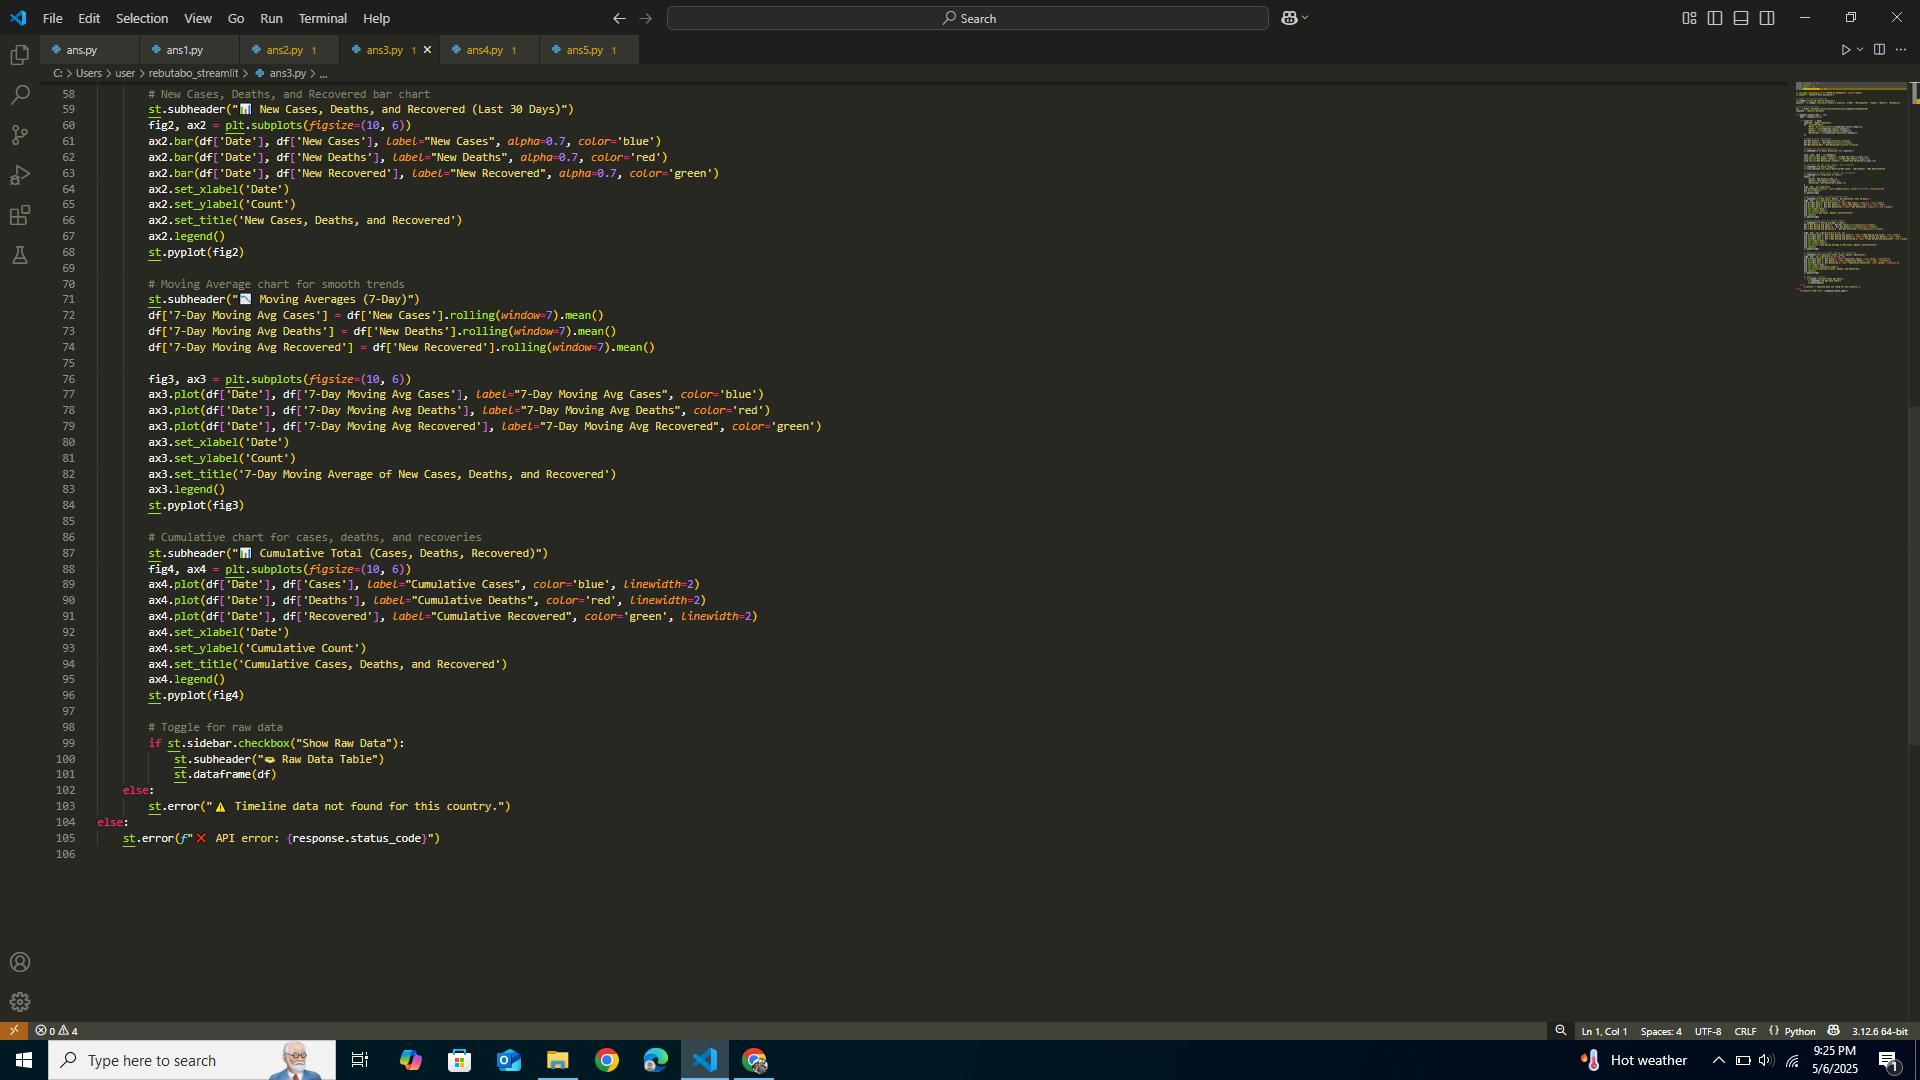 File Edit Selection View Go Run Terminal Help
Search
ans.py ans1.py ans2.py 1 ans3.py 1 ans4.py 1 ans5.py 1
C: > Users > user > rebutabo_streamlit > ans3.py > ...
58 # New Cases, Deaths, and Recovered bar chart
59 st.subheader("📊 New Cases, Deaths, and Recovered (Last 30 Days)")
60 fig2, ax2 = plt.subplots(figsize=(10, 6))
61 ax2.bar(df['Date'], df['New Cases'], label="New Cases", alpha=0.7, color='blue')
62 ax2.bar(df['Date'], df['New Deaths'], label="New Deaths", alpha=0.7, color='red')
63 ax2.bar(df['Date'], df['New Recovered'], label="New Recovered", alpha=0.7, color='green')
64 ax2.set_xlabel('Date')
65 ax2.set_ylabel('Count')
66 ax2.set_title('New Cases, Deaths, and Recovered')
67 ax2.legend()
68 st.pyplot(fig2)
69
70 # Moving Average chart for smooth trends
71 st.subheader("📉 Moving Averages (7-Day)")
72 df['7-Day Moving Avg Cases'] = df['New Cases'].rolling(window=7).mean()
73 df['7-Day Moving Avg Deaths'] = df['New Deaths'].rolling(window=7).mean()
74 df['7-Day Moving Avg Recovered'] = df['New Recovered'].rolling(window=7).mean()
75
76 fig3, ax3 = plt.subplots(figsize=(10, 6))
77 ax3.plot(df['Date'], df['7-Day Moving Avg Cases'], label="7-Day Moving Avg Cases", color='blue')
78 ax3.plot(df['Date'], df['7-Day Moving Avg Deaths'], label="7-Day Moving Avg Deaths", color='red')
79 ax3.plot(df['Date'], df['7-Day Moving Avg Recovered'], label="7-Day Moving Avg Recovered", color='green')
80 ax3.set_xlabel('Date')
81 ax3.set_ylabel('Count')
82 ax3.set_title('7-Day Moving Average of New Cases, Deaths, and Recovered')
83 ax3.legend()
84 st.pyplot(fig3)
85
86 # Cumulative chart for cases, deaths, and recoveries
87 st.subheader("📊 Cumulative Total (Cases, Deaths, Recovered)")
88 fig4, ax4 = plt.subplots(figsize=(10, 6))
89 ax4.plot(df['Date'], df['Cases'], label="Cumulative Cases", color='blue', linewidth=2)
90 ax4.plot(df['Date'], df['Deaths'], label="Cumulative Deaths", color='red', linewidth=2)
91 ax4.plot(df['Date'], df['Recovered'], label="Cumulative Recovered", color='green', linewidth=2)
92 ax4.set_xlabel('Date')
93 ax4.set_ylabel('Cumulative Count')
94 ax4.set_title('Cumulative Cases, Deaths, and Recovered')
95 ax4.legend()
96 st.pyplot(fig4)
97
98 # Toggle for raw data
99 if st.sidebar.checkbox("Show Raw Data"):
100 st.subheader(" Raw Data Table")
101 st.dataframe(df)
102 else:
103 st.error("⚠️ Timeline data not found for this country.")
104 else:
105 st.error(f"❌ API error: {response.status_code}")
106
0 4
Ln 1, Col 1 Spaces: 4 UTF-8 CRLF {} Python 3.12.6 64-bit
Type here to search
Hot weather
9:25 PM
5/6/2025
1